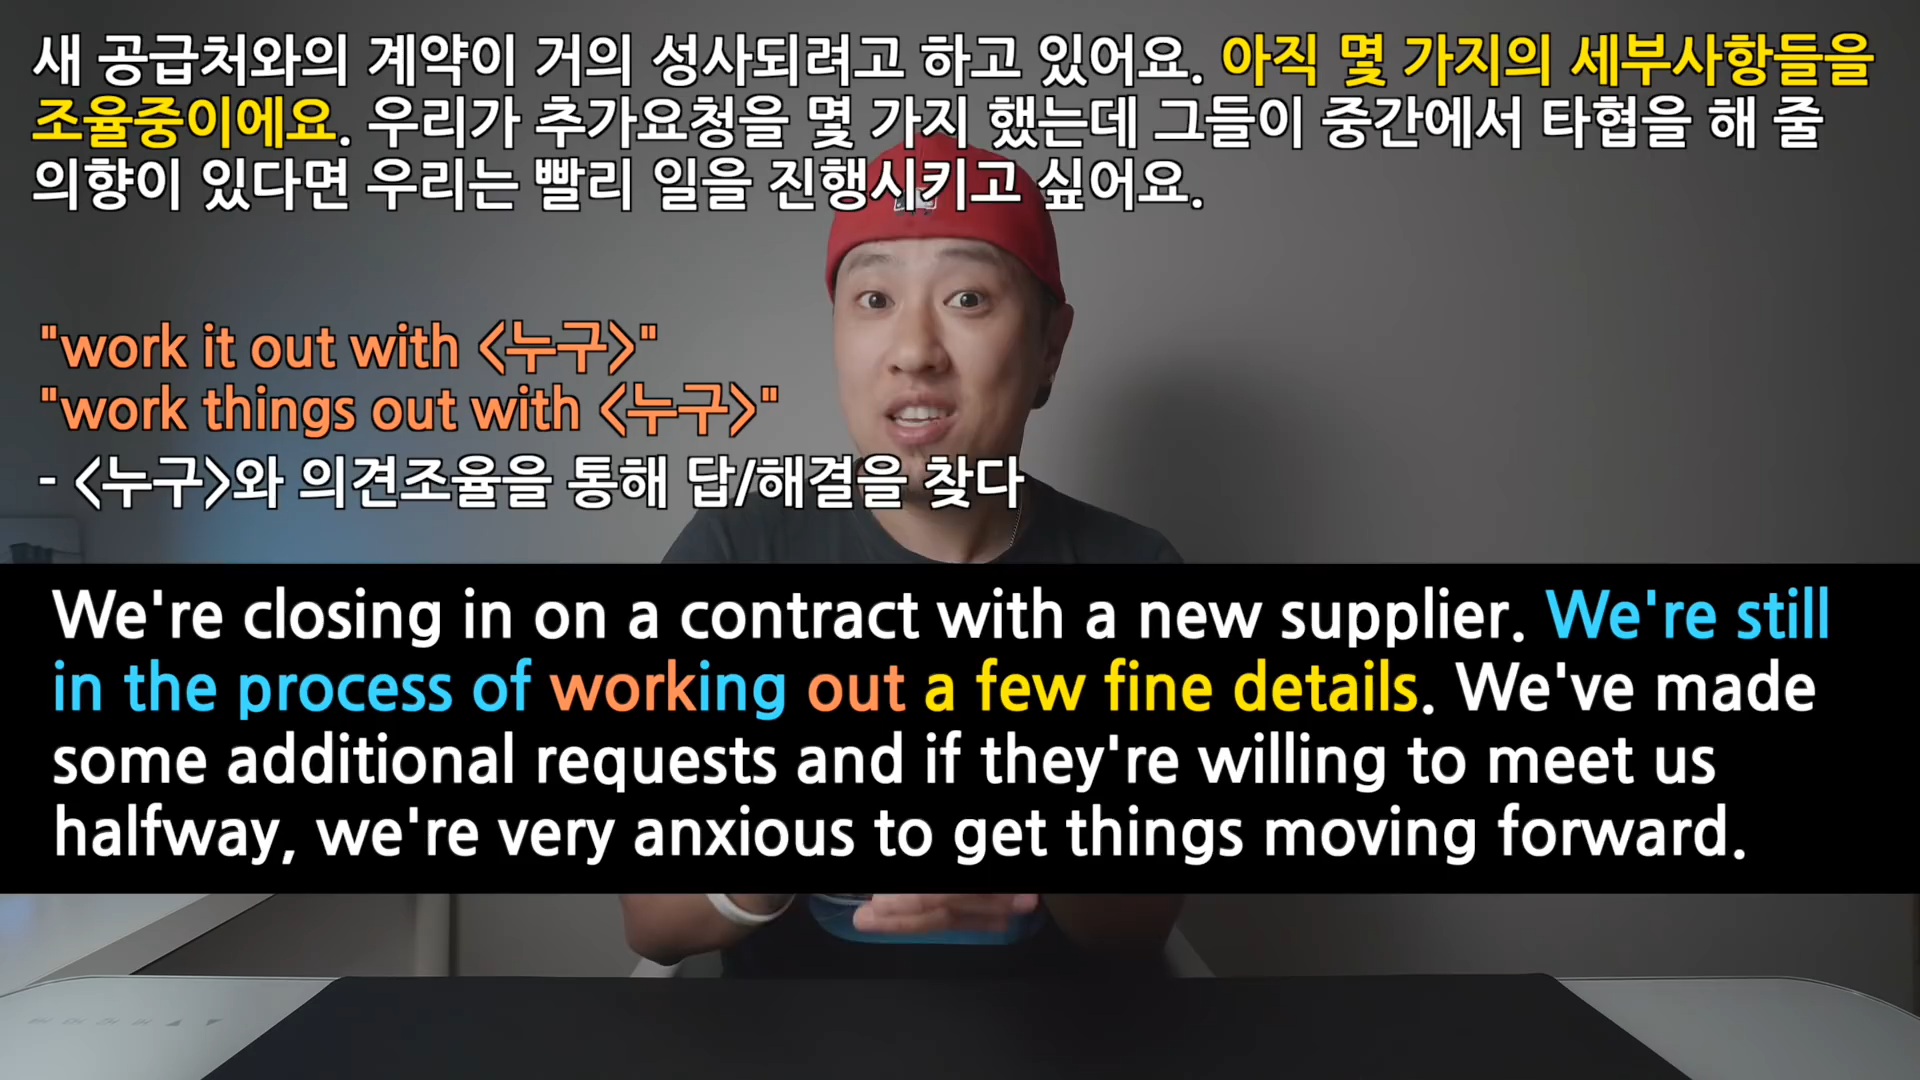 새 공급처와의 계약이 거의 성사되려고 하고 있어요. 아직 몇 가지의 세부사항들을
조율중이에요. 우리가 추가요청을 몇 가지 했는데 그들이 중간에서 타협을 해 줄
의향이 있다면 우리는 빨리 일을 진행시키고 싶어요.
"work it out with <누구>"
"work things out with <누구>"
- <누구>와 의견조율을 통해 답/해결을 찾다
We're closing in on a contract with a new supplier. We're still
in the process of working out a few fine details. We've made
some additional requests and if they're willing to meet us
halfway, we're very anxious to get things moving forward.